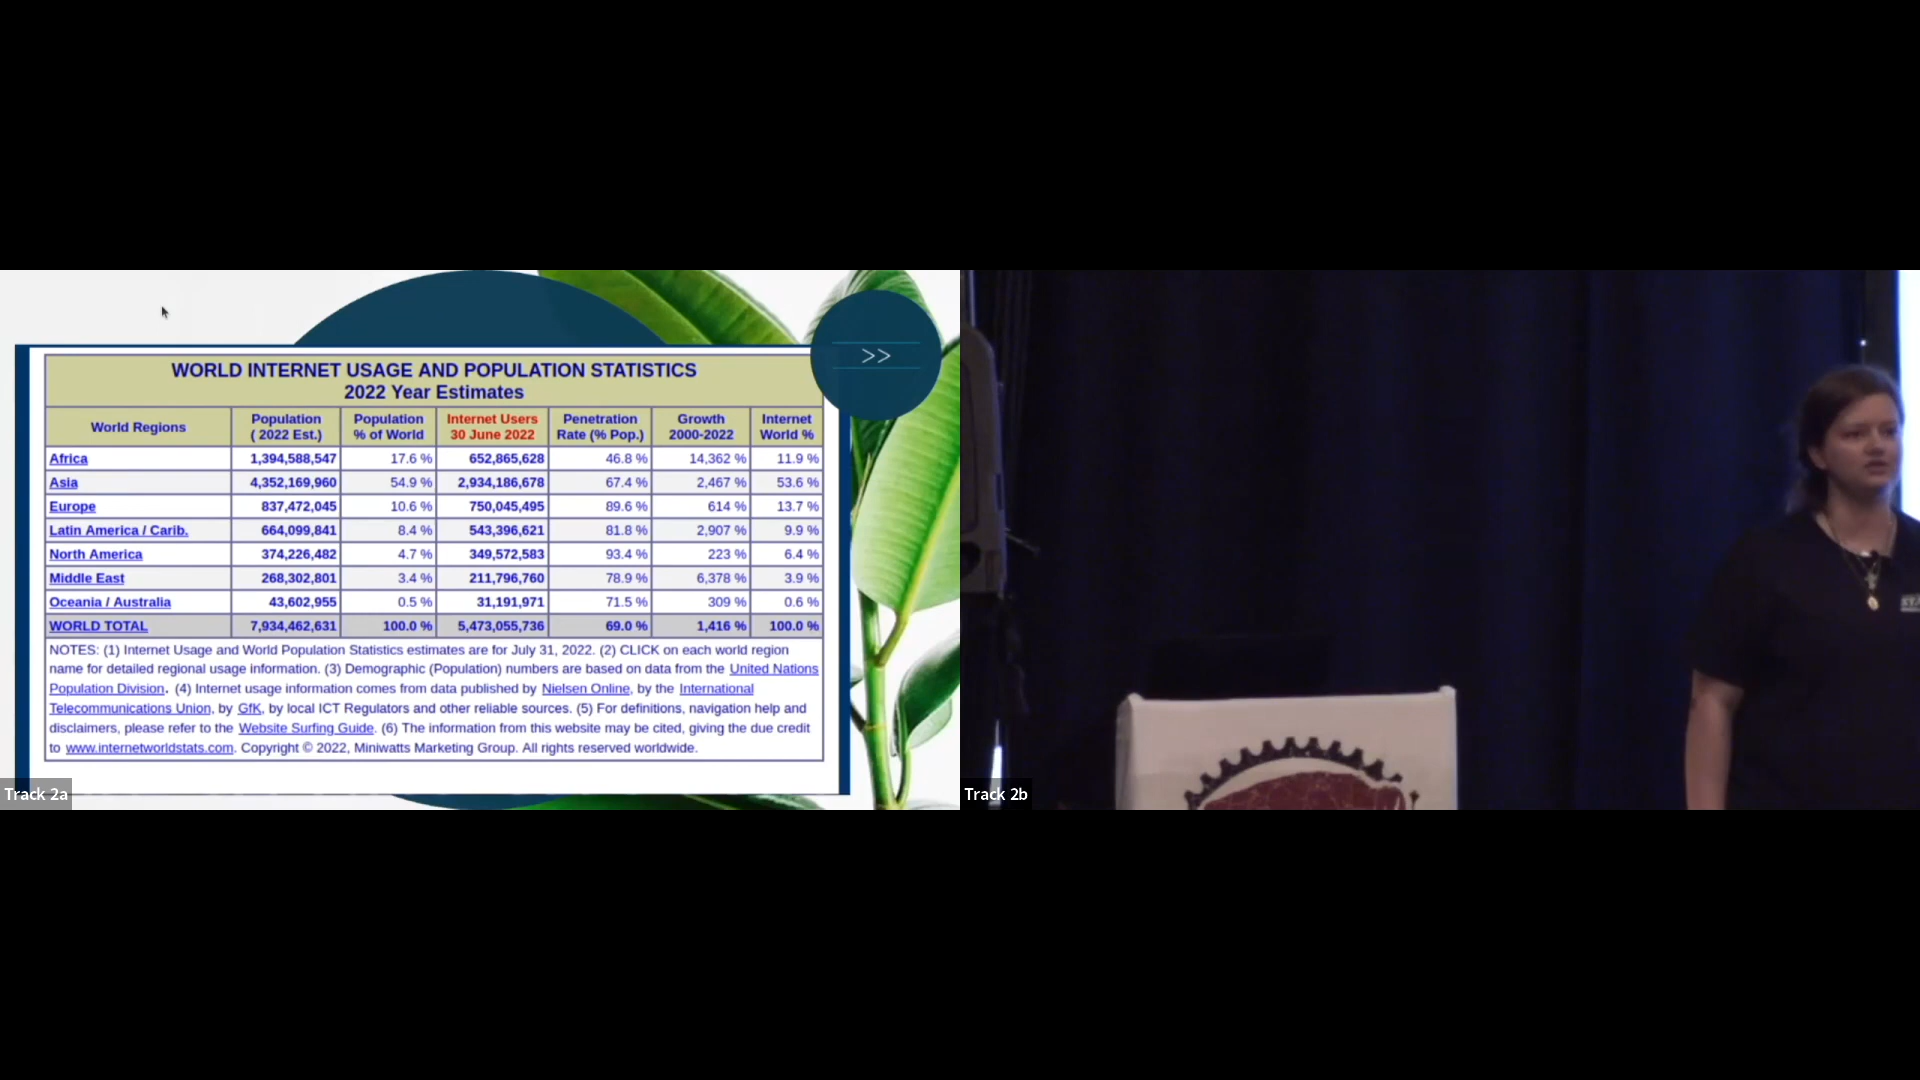 >>
WORLD INTERNET USAGE AND POPULATION STATISTICS
2022 Year Estimates
World Regions | Population ( 2022 Est.) | Population % of World | Internet Users 30 June 2022 | Penetration Rate (% Pop.) | Growth 2000-2022 | Internet World %
Africa 1,394,588,547 17.6 % 652,865,628 46.8 % 14,362 % 11.9 %
Asia 4,352,169,960 54.9 % 2,934,186,678 67.4 % 2,467 % 53.6 %
Europe 837,472,045 10.6 % 750,045,495 89.6 % 614 % 13.7 %
Latin America / Carib. 664,099,841 8.4 % 543,396,621 81.8 % 2,907 % 9.9 %
North America 374,226,482 4.7 % 349,572,583 93.4 % 223 % 6.4 %
Middle East 268,302,801 3.4 % 211,796,760 78.9 % 6,378 % 3.9 %
Oceania / Australia 43,602,955 0.5 % 31,191,971 71.5 % 309 % 0.6 %
WORLD TOTAL 7,934,462,631 100.0 % 5,473,055,736 69.0 % 1,416 % 100.0 %
NOTES: (1) Internet Usage and World Population Statistics estimates are for July 31, 2022. (2) CLICK on each world region
name for detailed regional usage information. (3) Demographic (Population) numbers are based on data from the United Nations
Population Division. (4) Internet usage information comes from data published by Nielsen Online, by the International
Telecommunications Union, by GfK, by local ICT Regulators and other reliable sources. (5) For definitions, navigation help and
disclaimers, please refer to the Website Surfing Guide. (6) The information from this website may be cited, giving the due credit
to www.internetworldstats.com. Copyright © 2022, Miniwatts Marketing Group. All rights reserved worldwide.
Track 2a
Track 2b